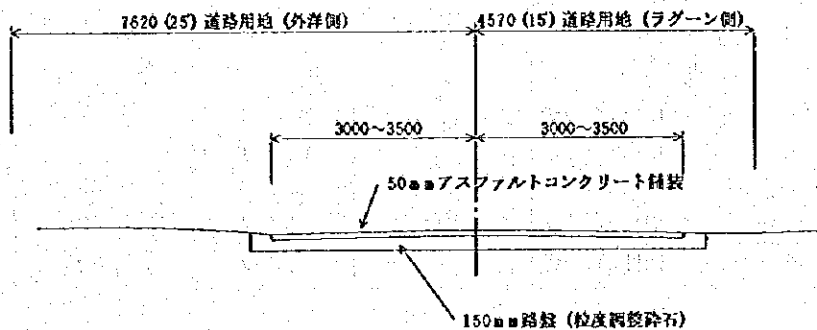 7620 (25') 道路用地 (外洋側)
4570 (15') 道路用地 (ラグーン側)
3000～3500
3000～3500
50mmアスファルトコンクリート舗装
150mm路盤 (粒度調整砕石)